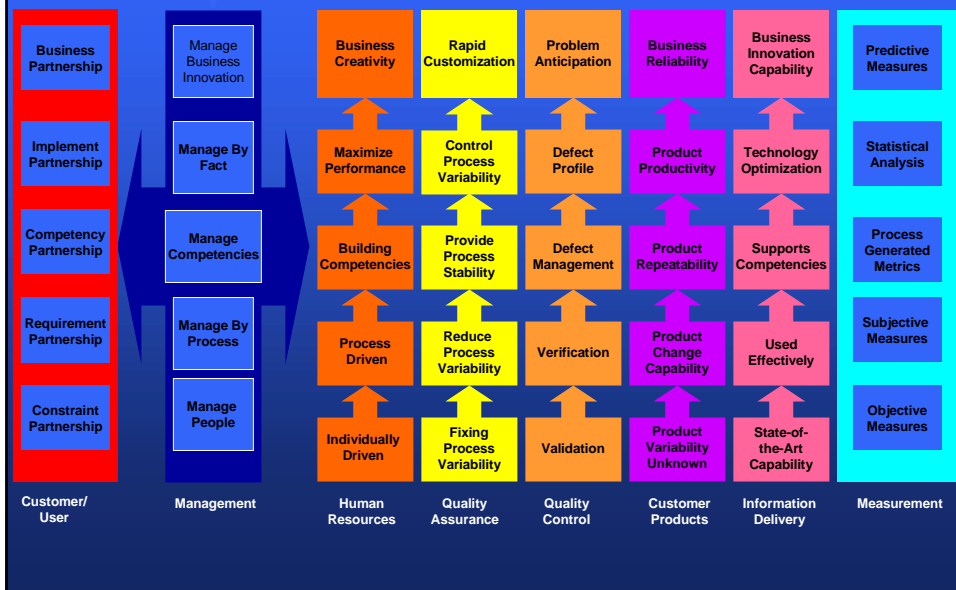 Business
Partnership
Manage
Business
Innovation
Business
Creativity
Rapid
Customization
Problem
Anticipation
Business
Reliability
Business
Innovation
Capability
Predictive
Measures
Implement
Partnership
Manage By
Fact
Maximize
Performance
Control
Process
Variability
Defect
Profile
Product
Productivity
Technology
Optimization
Statistical
Analysis
Competency
Partnership
Manage
Competencies
Building
Competencies
Provide
Process
Stability
Defect
Management
Product
Repeatability
Supports
Competencies
Process
Generated
Metrics
Requirement
Partnership
Manage By
Process
Process
Driven
Reduce
Process
Variability
Verification
Product
Change
Capability
Used
Effectively
Subjective
Measures
Constraint
Partnership
Manage
People
Individually
Driven
Fixing
Process
Variability
Validation
Product
Variability
Unknown
State-of-
the-Art
Capability
Objective
Measures
Customer/
User
Management
Human
Resources
Quality
Assurance
Quality
Control
Customer
Products
Information
Delivery
Measurement